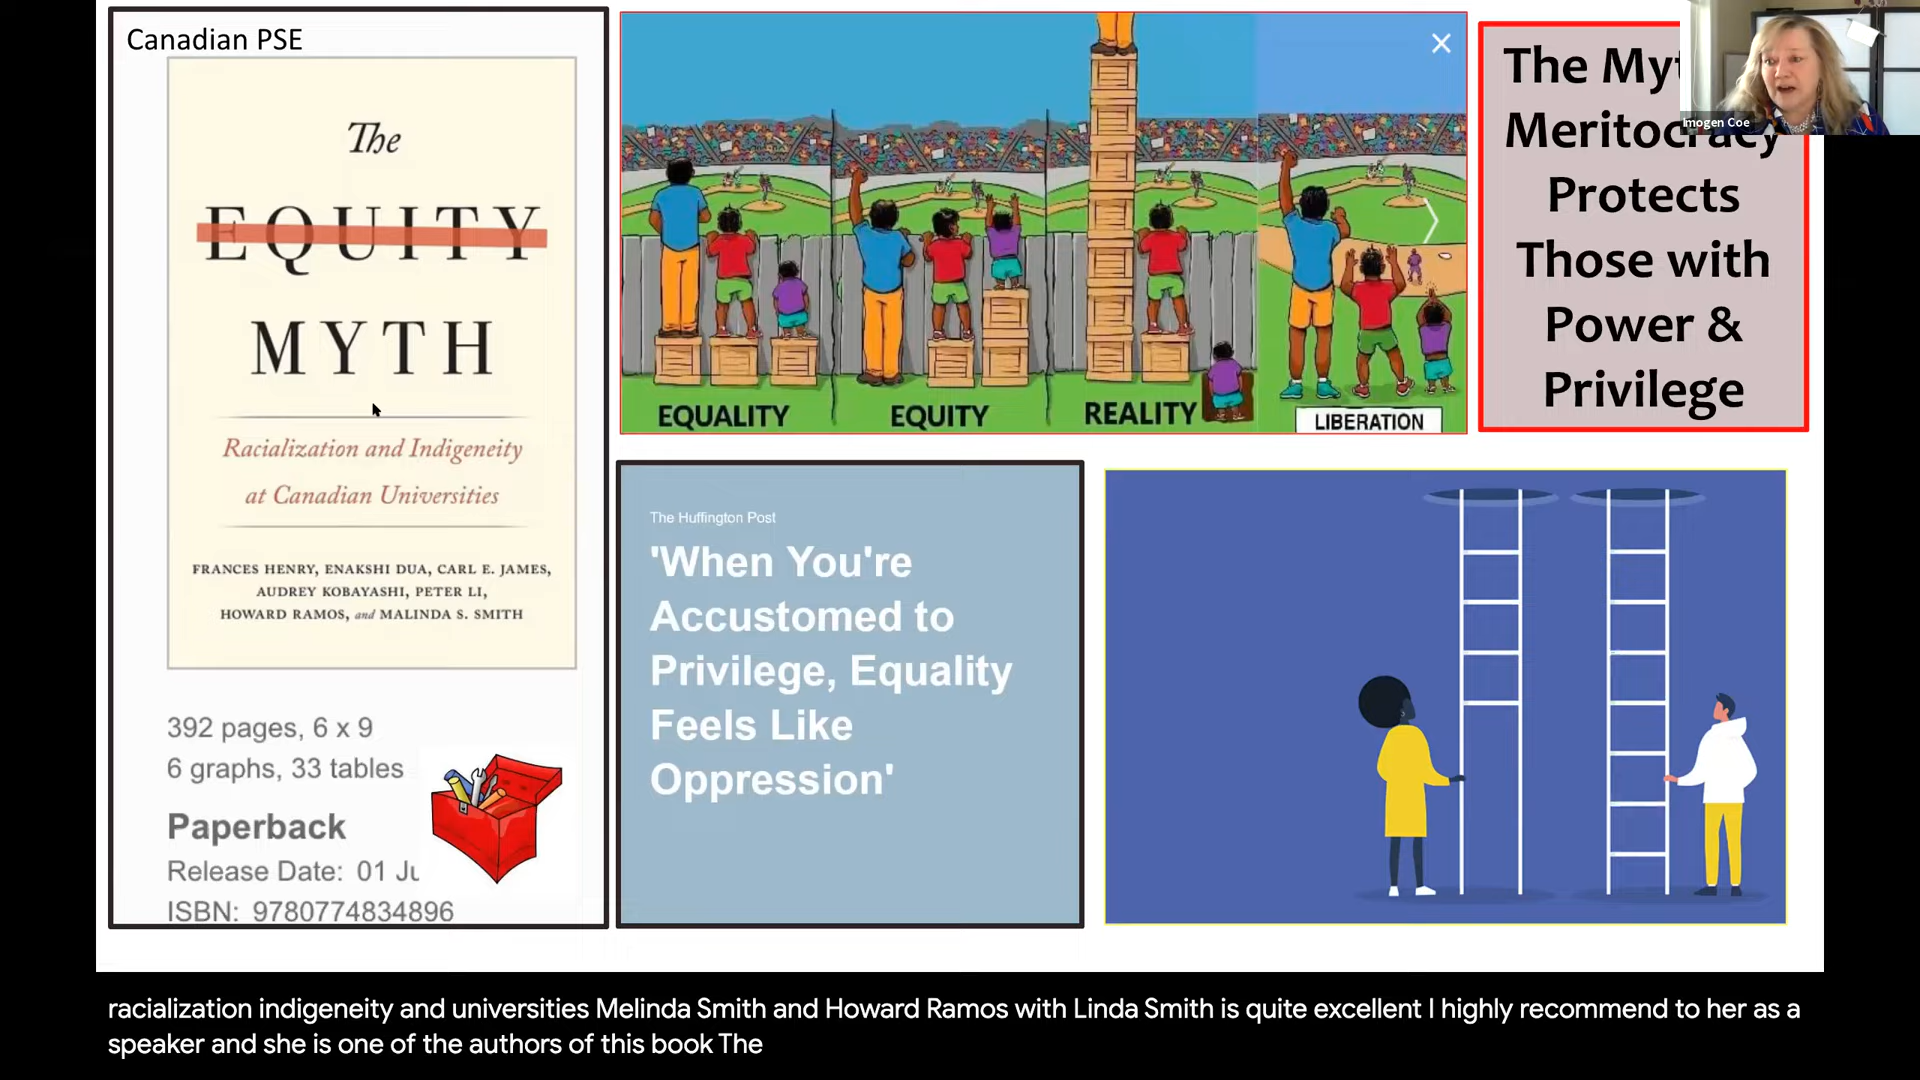 Canadian PSE
The
EQUITY
MYTH
Racialization and Indigeneity
at Canadian Universities
FRANCES HENRY, ENAKSHI DUA, CARL E. JAMES,
AUDREY KOBAYASHI, PETER LI,
HOWARD RAMOS, and MALINDA S. SMITH
392 pages, 6 x 9
6 graphs, 33 tables
Paperback
Release Date: 01
ISBN: 9780774834896
EQUALITY
EQUITY
REALITY
LIBERATION
The
Meritocracy
Protects
Those with
Power &
Privilege
Imogen Coe
The Huffington Post
'When You're
Accustomed to
Privilege, Equality
Feels Like
Oppression'
racialization indigeneity and universities Melinda Smith and Howard Ramos with Linda Smith is quite excellent I highly recommend to her as a
speaker and she is one of the authors of this book The